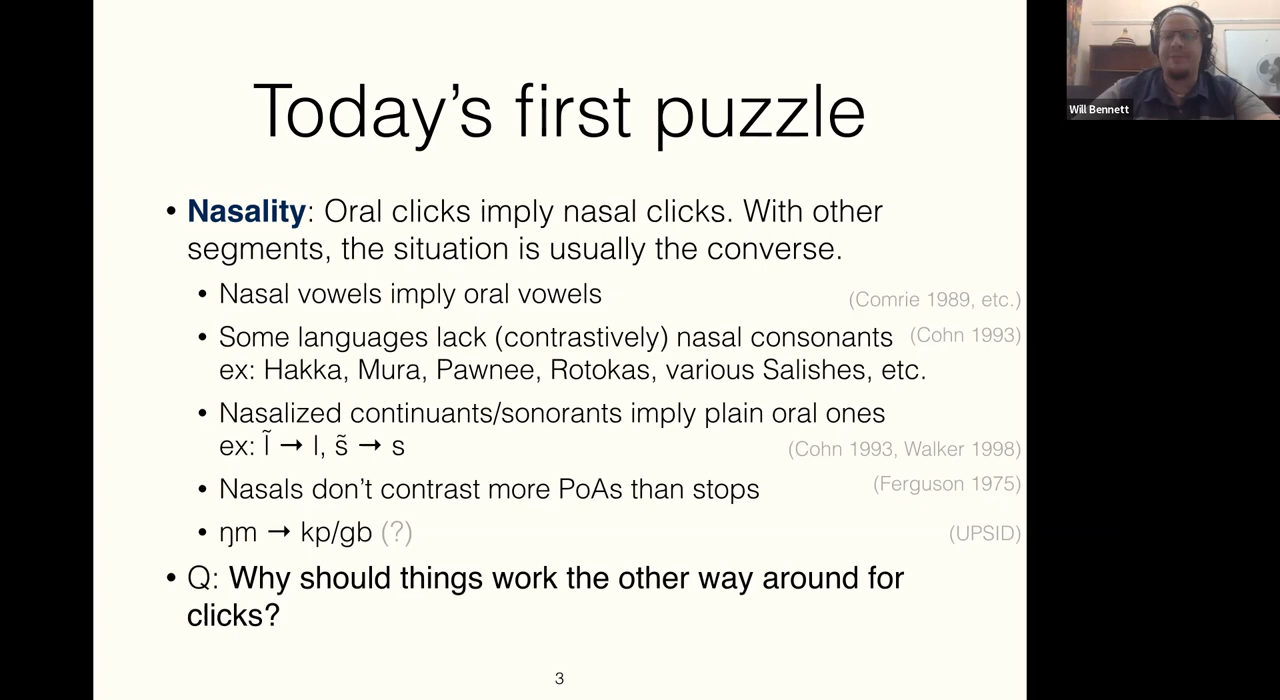 Today's first puzzle
Will Bennett
• Nasality: Oral clicks imply nasal clicks. With other
segments, the situation is usually the converse.
• Nasal vowels imply oral vowels (Comrie 1989, etc.)
• Some languages lack (contrastively) nasal consonants (Cohn 1993)
ex: Hakka, Mura, Pawnee, Rotokas, various Salishes, etc.
• Nasalized continuants/sonorants imply plain oral ones
ex: l̃ → l, s̃ → s (Cohn 1993, Walker 1998)
• Nasals don't contrast more PoAs than stops (Ferguson 1975)
• ŋm → kp/gb (?) (UPSID)
• Q: Why should things work the other way around for
clicks?
3